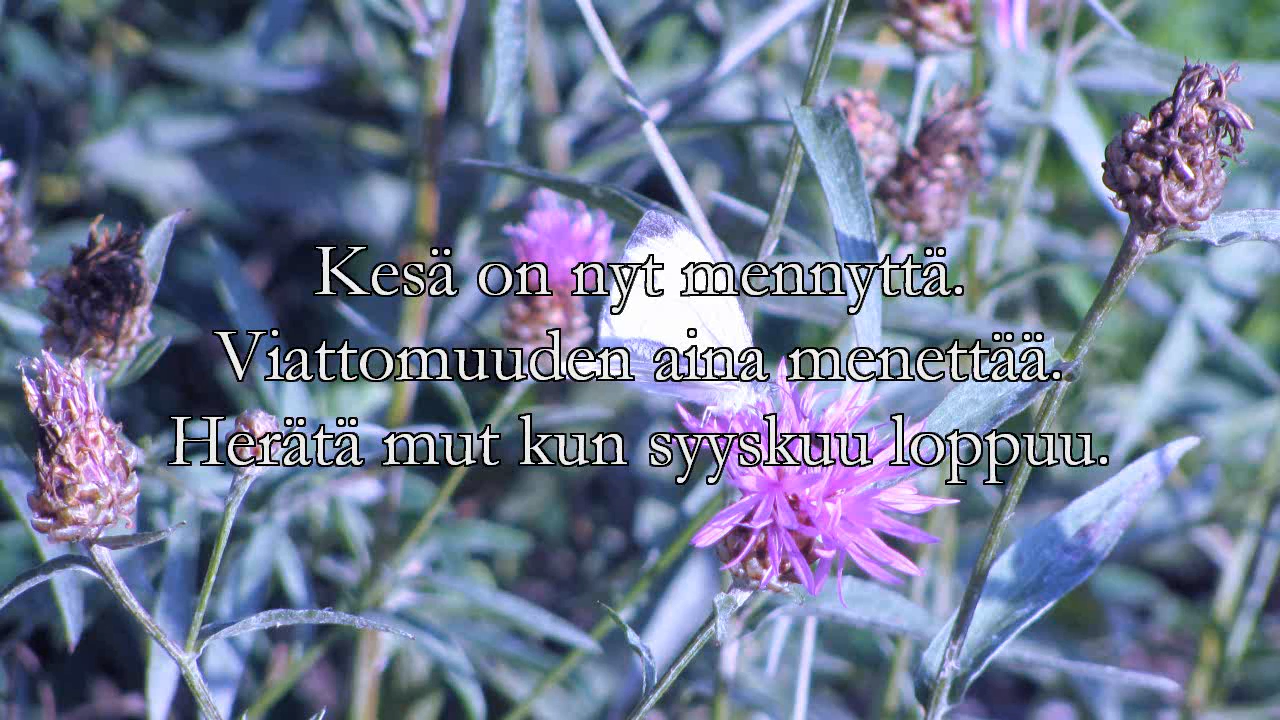 Kesä on nyt mennyttä.
Viattomuuden aina menettää.
Herätä mut kun syyskuu loppuu.